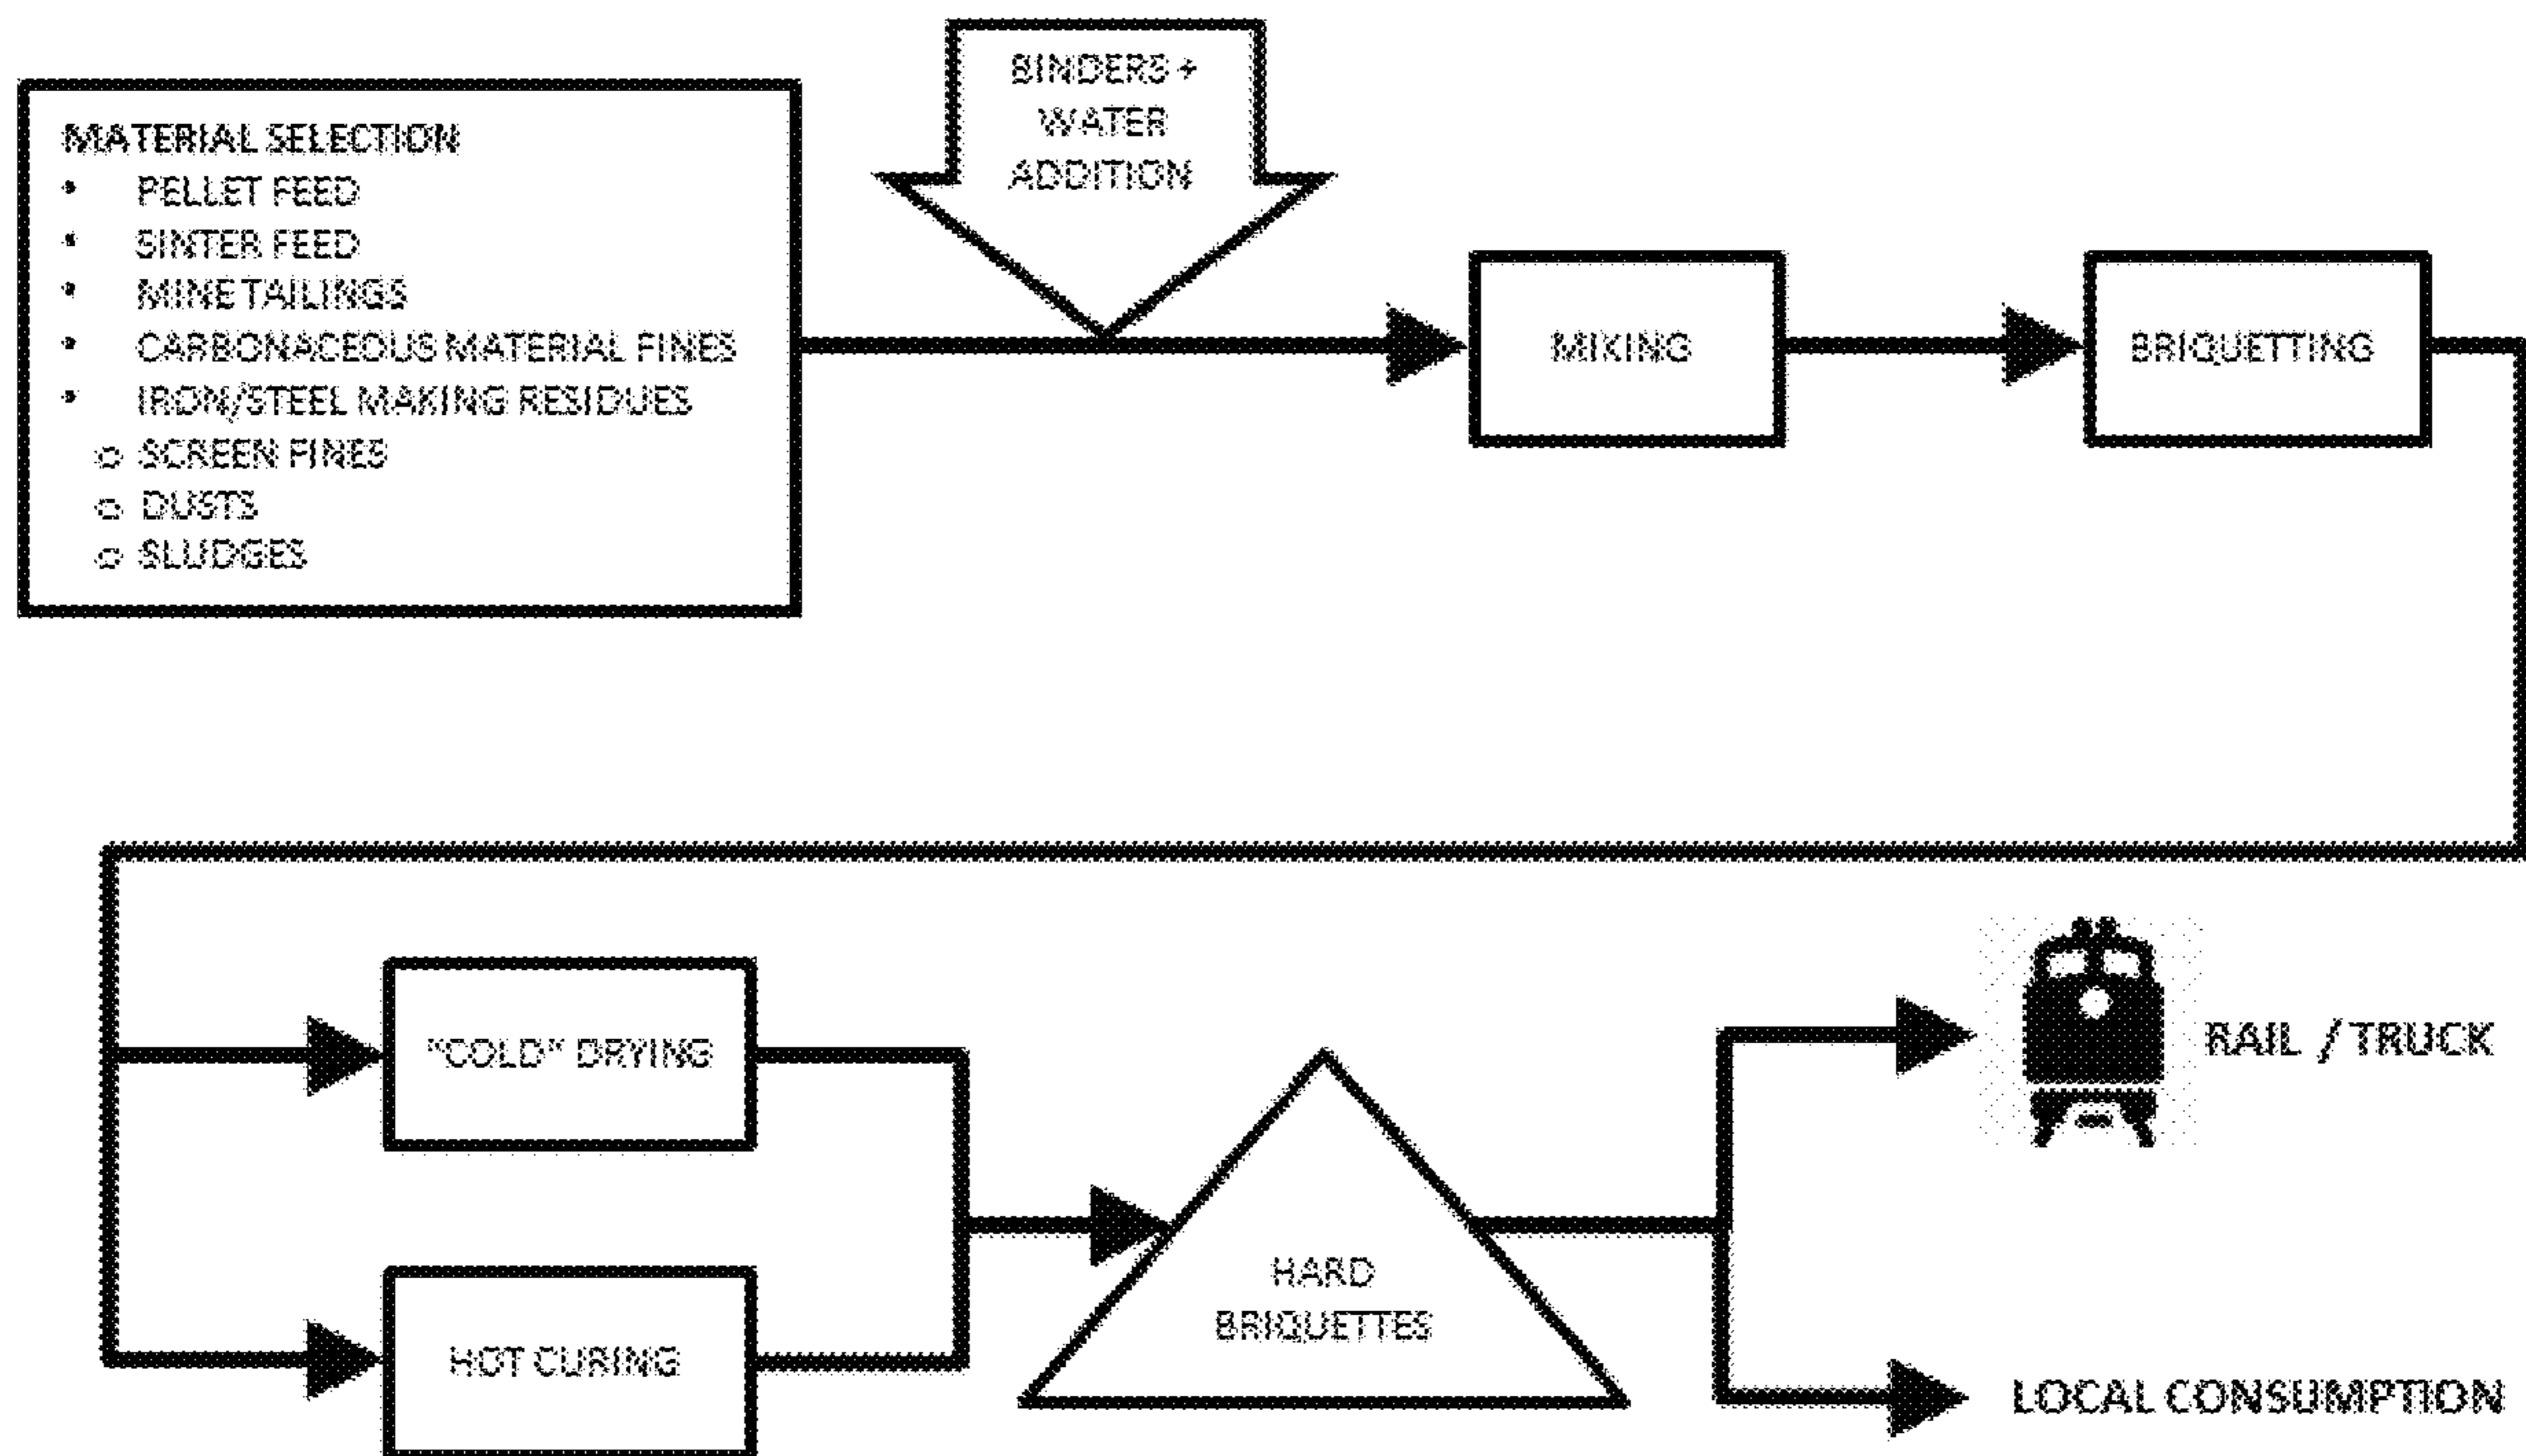 MATERIAL SELECTION
• PELLET FEED
• SINTER FEED
• MINE TAILINGS
• CARBONACEOUS MATERIAL FINES
• IRON/STEEL MAKING RESIDUES
o SCREEN FINES
o DUSTS
o SLUDGES
BINDERS +
WATER
ADDITION
MIXING
BRIQUETTING
"COLD" DRYING
HOT CURING
HARD
BRIQUETTES
RAIL / TRUCK
LOCAL CONSUMPTION